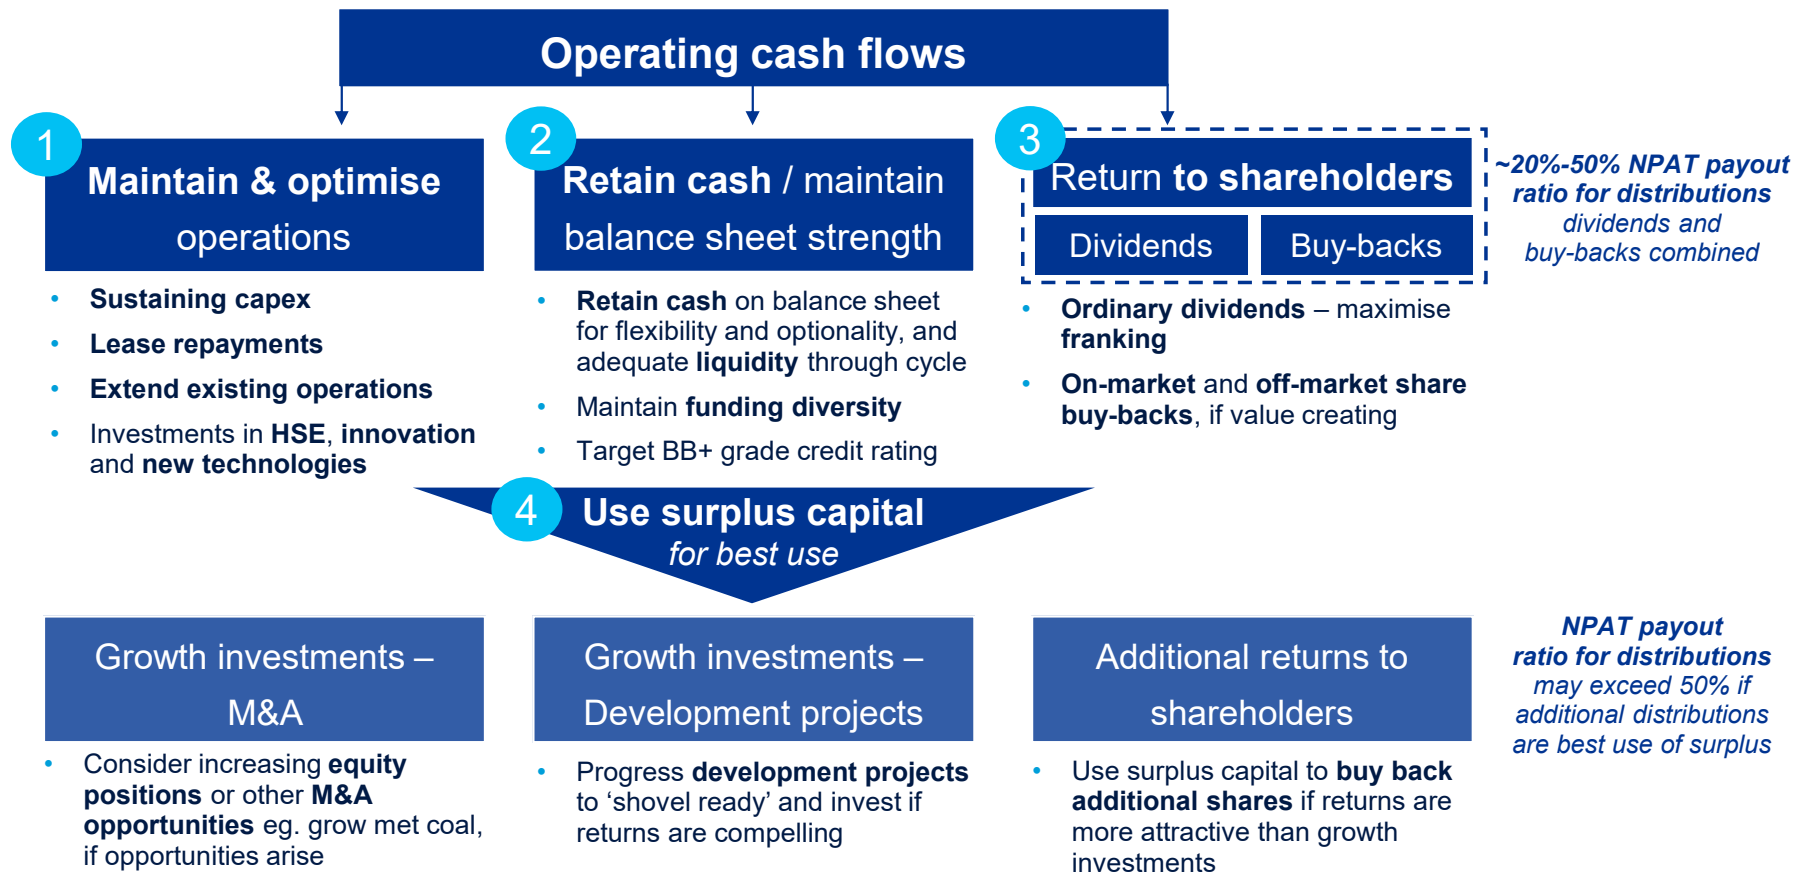 Operating cash flows
1
Maintain & optimise
operations
• Sustaining capex
• Lease repayments
• Extend existing operations
• Investments in HSE, innovation
and new technologies
2
Retain cash / maintain
balance sheet strength
• Retain cash on balance sheet
for flexibility and optionality, and
adequate liquidity through cycle
• Maintain funding diversity
• Target BB+ grade credit rating
3
Return to shareholders
Dividends
Buy-backs
• Ordinary dividends – maximise
franking
• On-market and off-market share
buy-backs, if value creating
~20%-50% NPAT payout
ratio for distributions
dividends and
buy-backs combined
4
Use surplus capital
for best use
Growth investments –
M&A
• Consider increasing equity
positions or other M&A
opportunities eg. grow met coal,
if opportunities arise
Growth investments –
Development projects
• Progress development projects
to ‘shovel ready’ and invest if
returns are compelling
Additional returns to
shareholders
• Use surplus capital to buy back
additional shares if returns are
more attractive than growth
investments
NPAT payout
ratio for distributions
may exceed 50% if
additional distributions
are best use of surplus